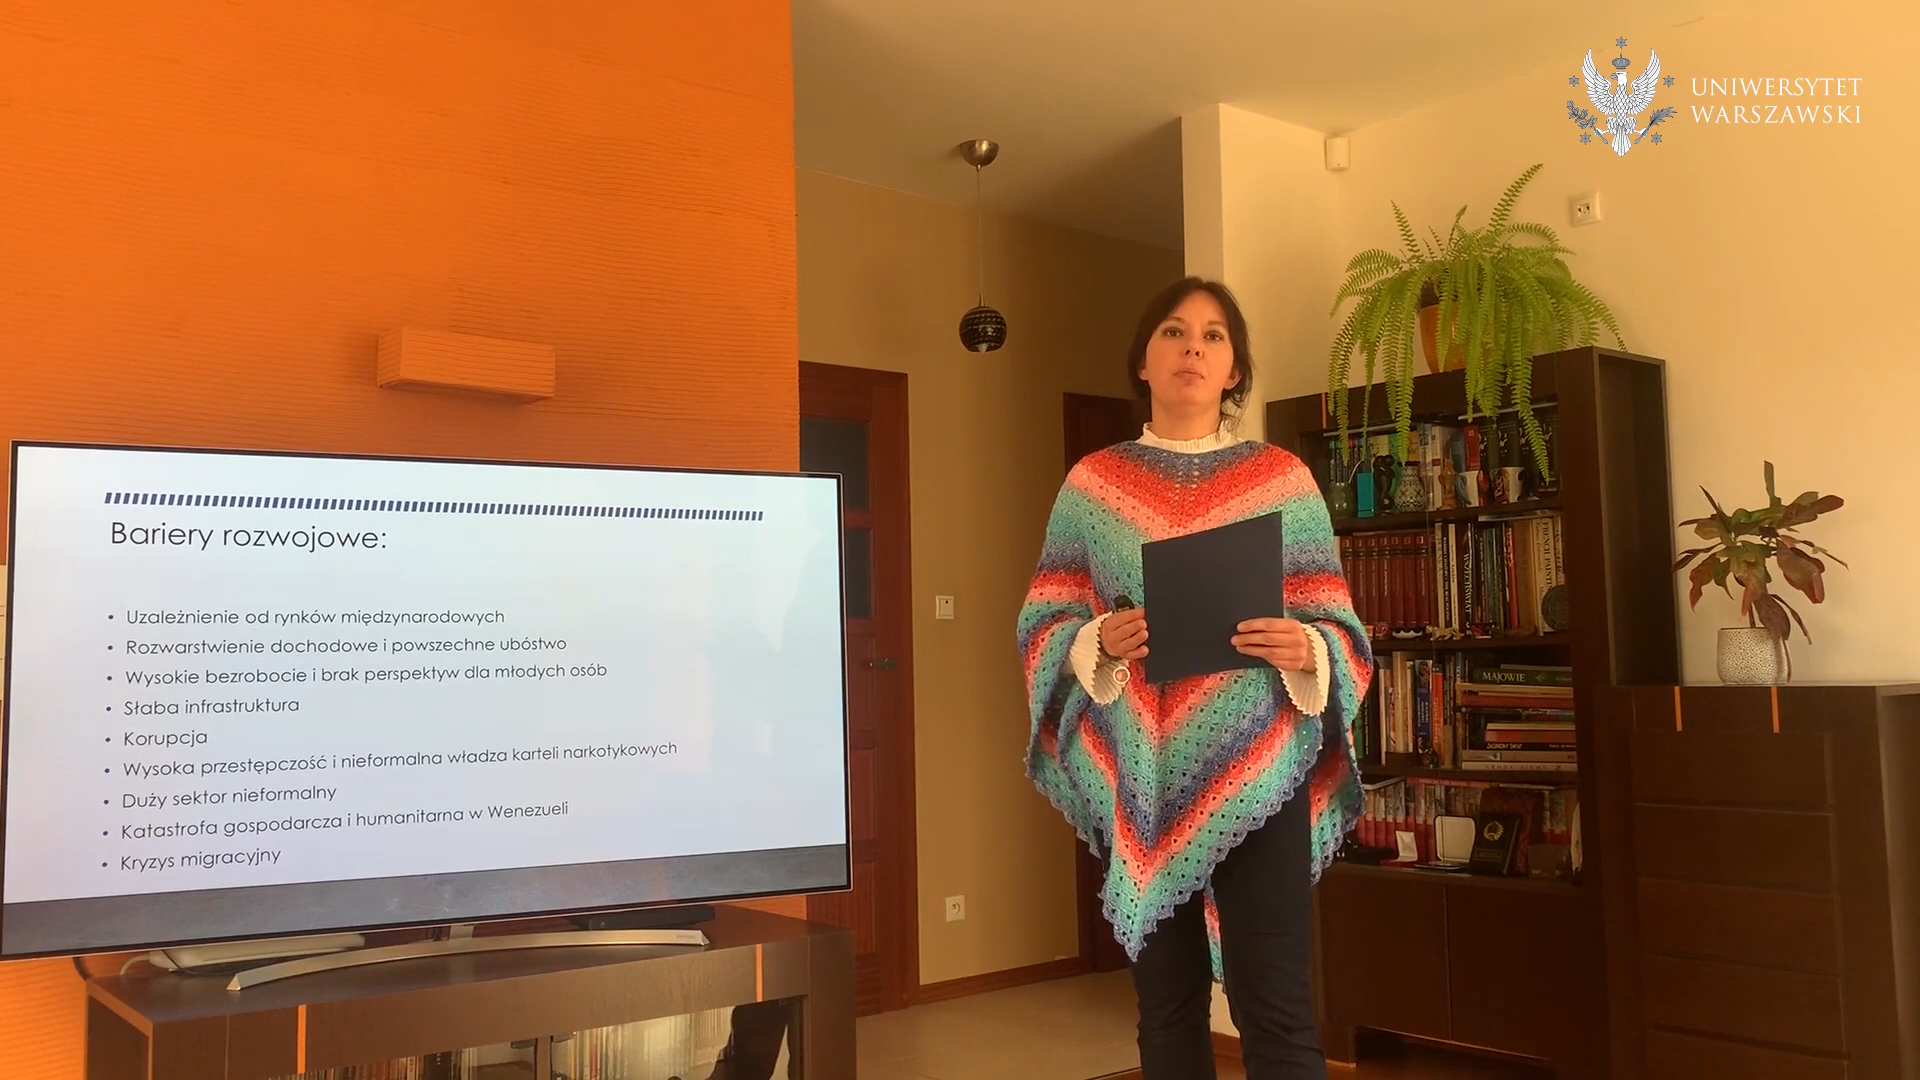 UNIWERSYTET
WARSZAWSKI
Bariery rozwojowe:
• Uzależnienie od rynków międzynarodowych
• Rozwarstwienie dochodowe i powszechne ubóstwo
• Wysokie bezrobocie i brak perspektyw dla młodych osób
• Słaba infrastruktura
• Korupcja
• Wysoka przestępczość i nieformalna władza karteli narkotykowych
• Duży sektor nieformalny
• Katastrofa gospodarcza i humanitarna w Wenezueli
• Kryzys migracyjny
MAJOWIE